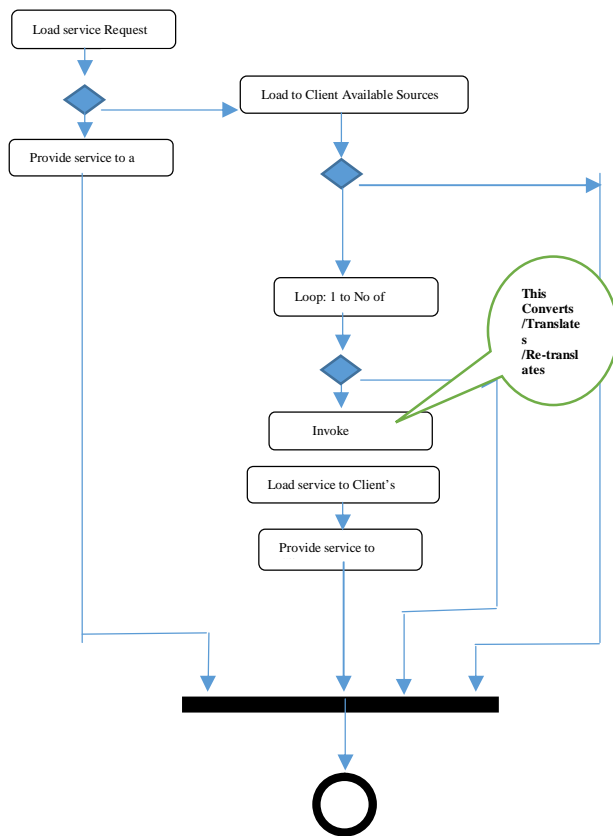 Load service Request
Load to Client Available Sources
Provide service to a
Loop: 1 to No of
This
Converts
/Translate
s
/Re-transl
ates
Invoke
Load service to Client’s
Provide service to